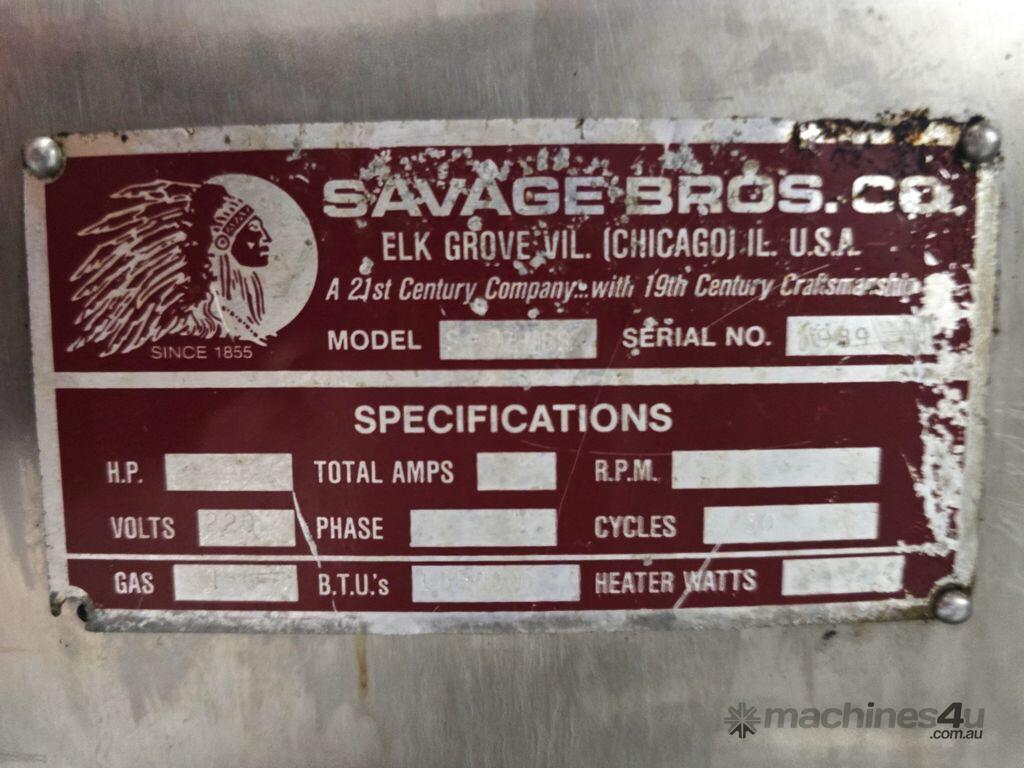 SAVAGE BROS. CO.
ELK GROVE VIL. (CHICAGO) IL. U.S.A.
A 21st Century Company... with 19th Century Craftsmanship
SINCE 1855
MODEL SERIAL NO.
SPECIFICATIONS
H.P. TOTAL AMPS R.P.M.
VOLTS 220 PHASE CYCLES 50
GAS B.T.U.'s HEATER WATTS
machines4u
.com.au